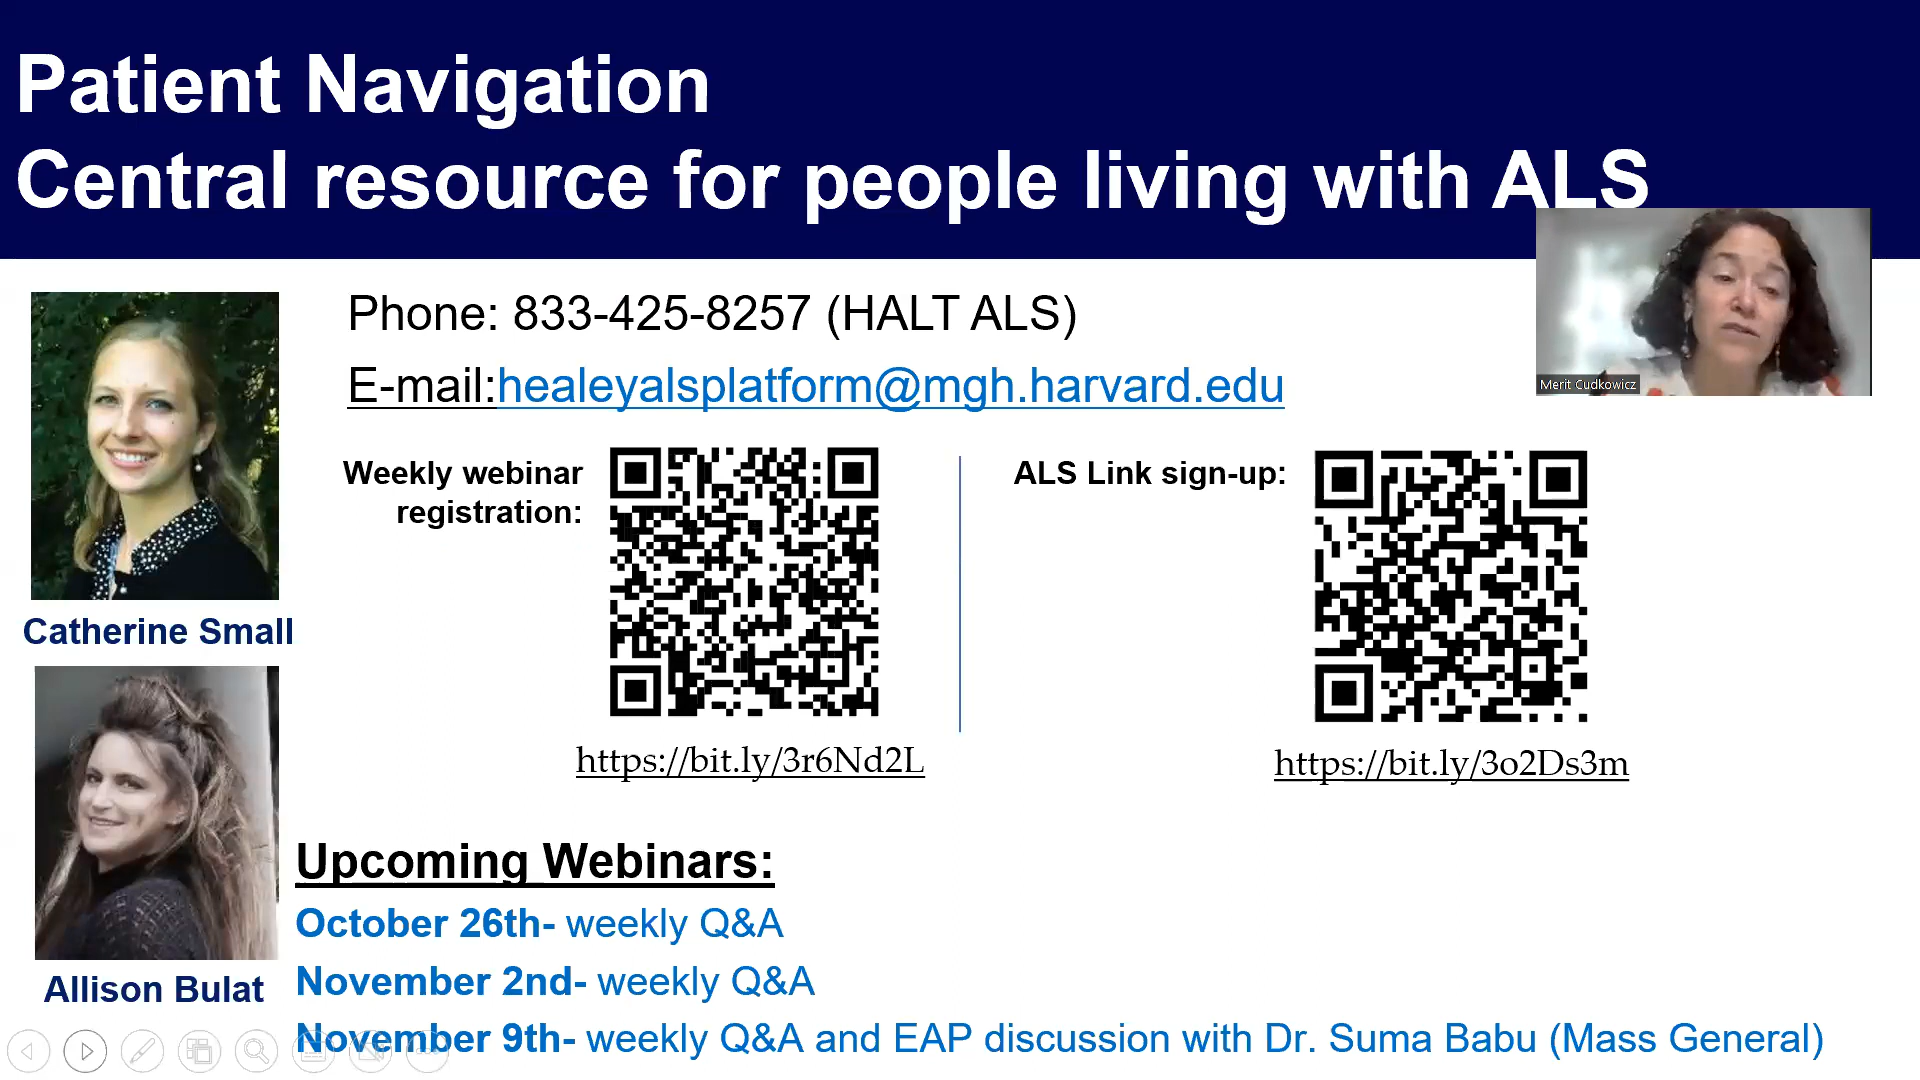 Patient Navigation
Central resource for people living with ALS
Merit Cudkowicz
Phone: 833-425-8257 (HALT ALS)
E-mail:healeyalsplatform@mgh.harvard.edu
Weekly webinar
registration:
https://bit.ly/3r6Nd2L
ALS Link sign-up:
https://bit.ly/3o2Ds3m
Catherine Small
Allison Bulat
Upcoming Webinars:
October 26th- weekly Q&A
November 2nd- weekly Q&A
November 9th- weekly Q&A and EAP discussion with Dr. Suma Babu (Mass General)